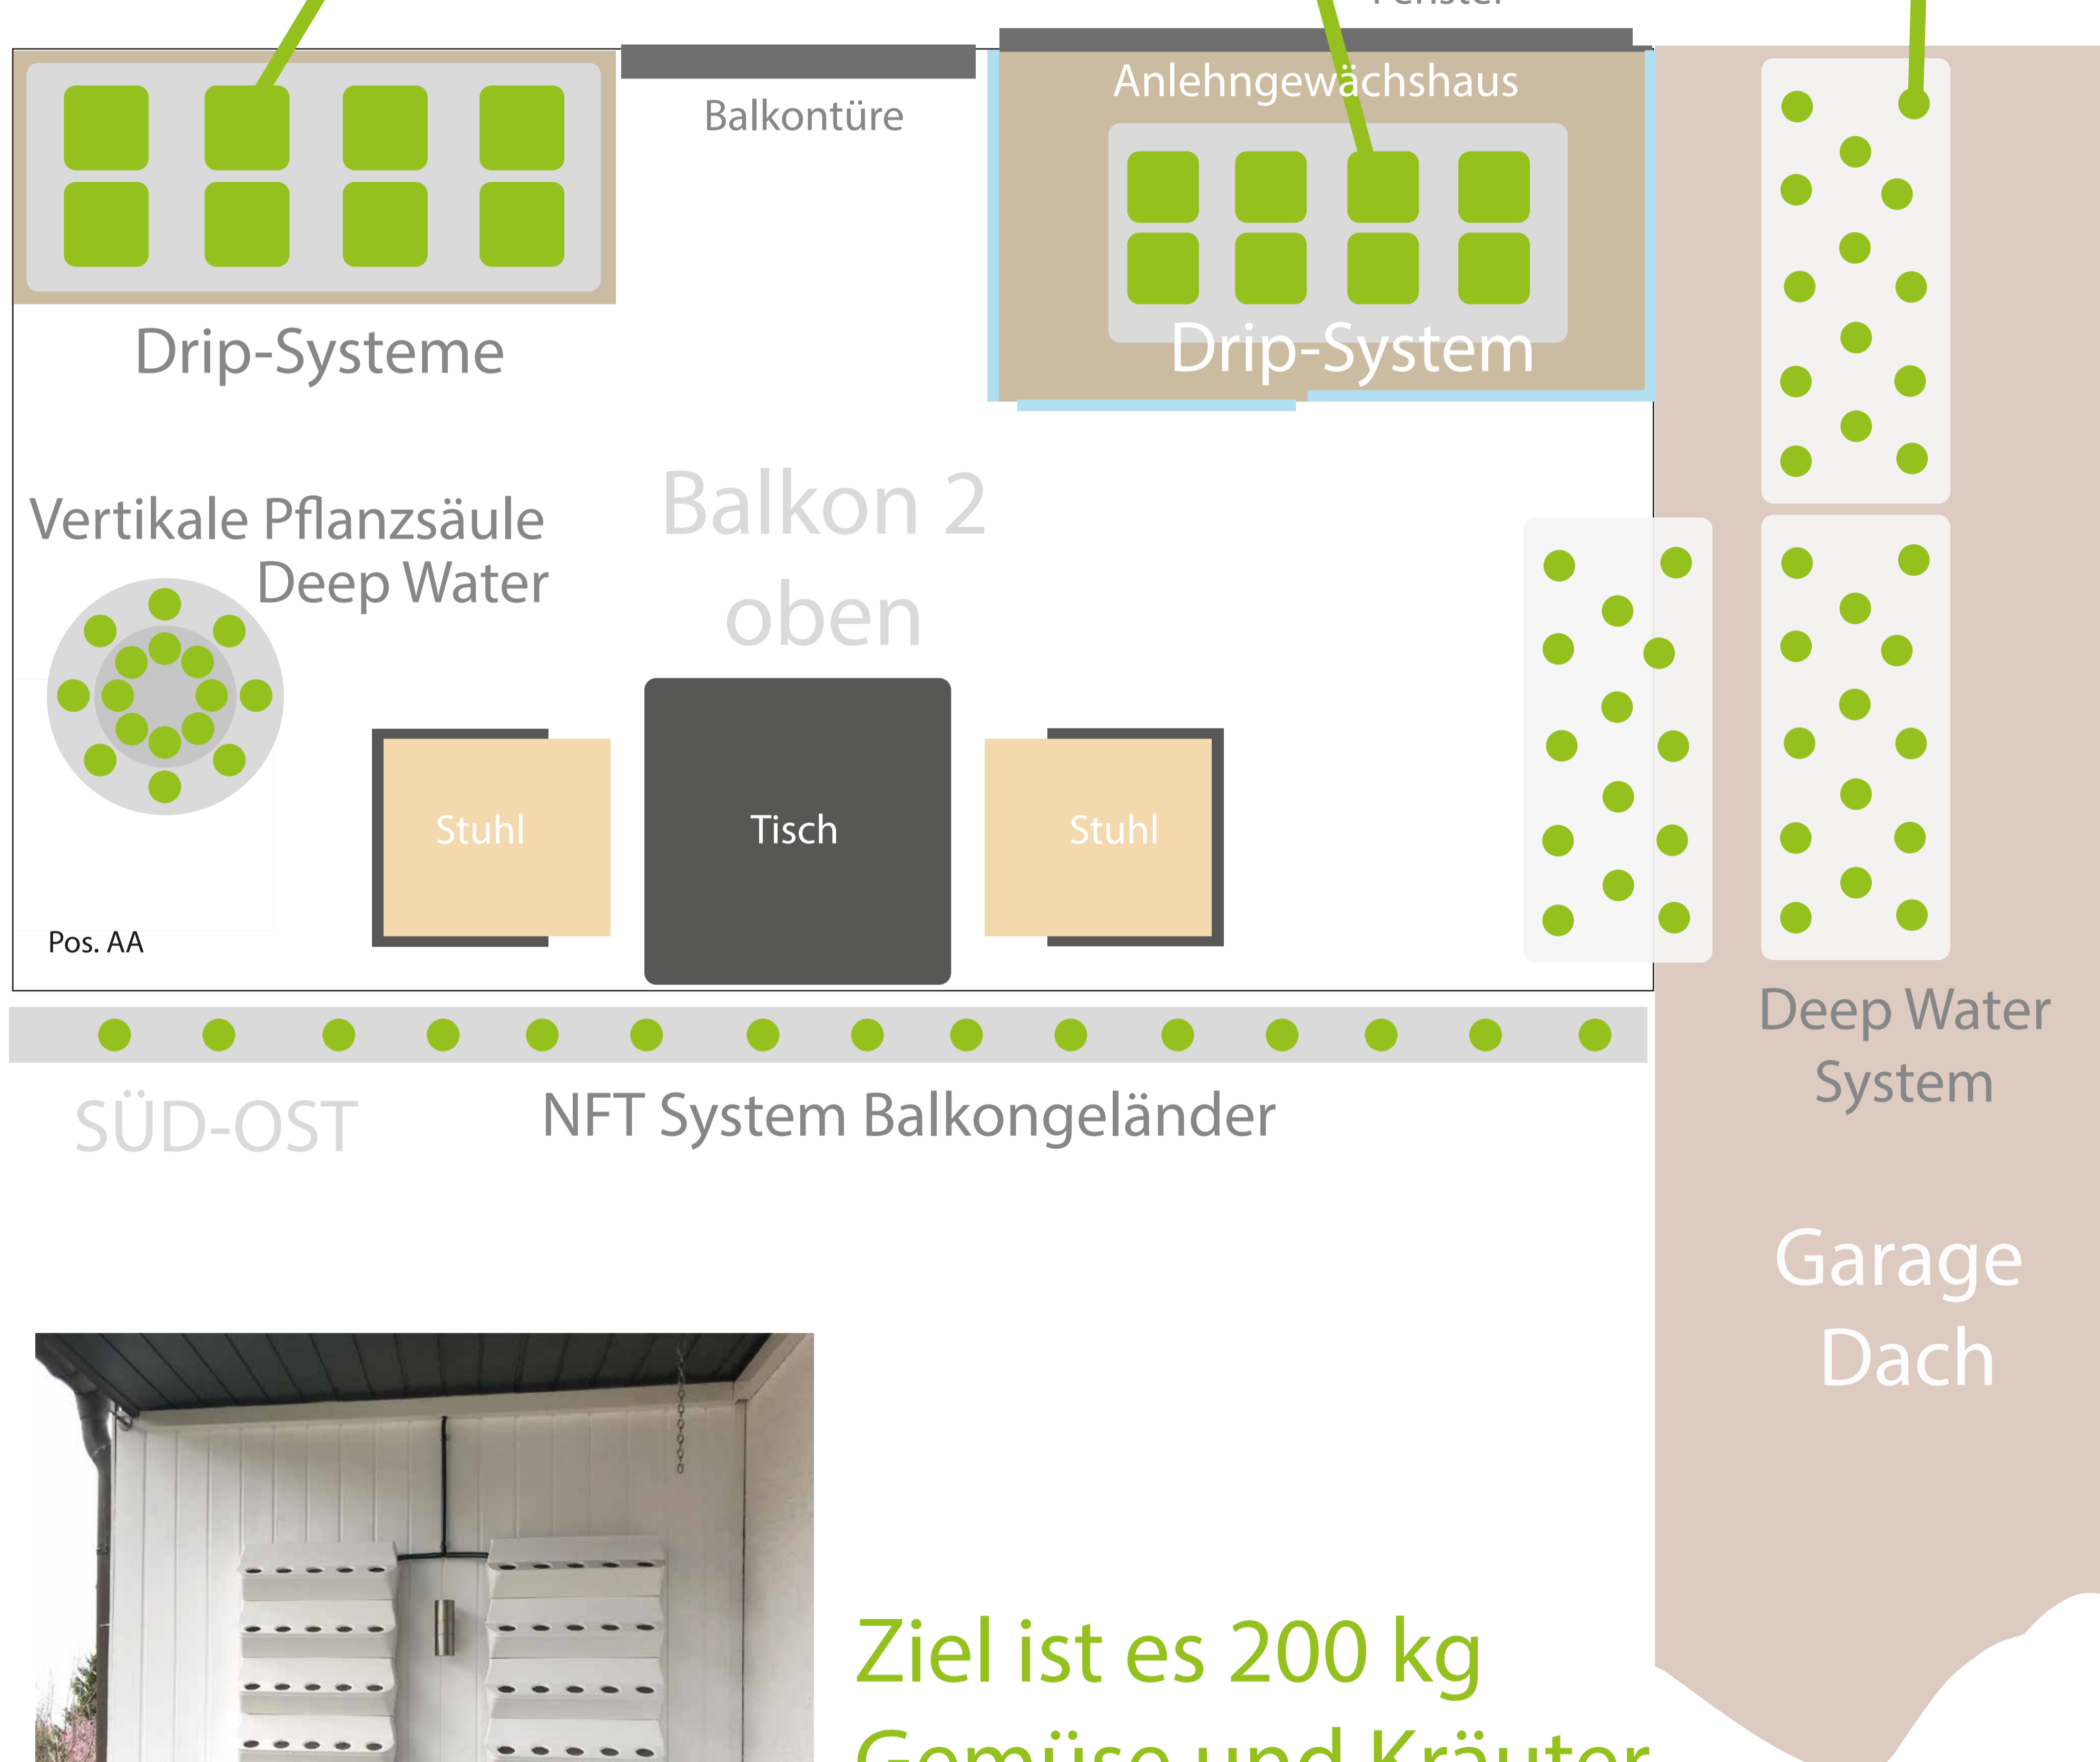 Fenster
Balkontüre
Anlehngewächshaus
Drip-Systeme
Drip-System
Vertikale Pflanzsäule
Deep Water
Balkon 2
oben
Stuhl
Tisch
Stuhl
Pos. AA
Deep Water
System
SÜD-OST
NFT System Balkongeländer
Garage
Dach
Ziel ist es 200 kg
Gemüse und Kräuter